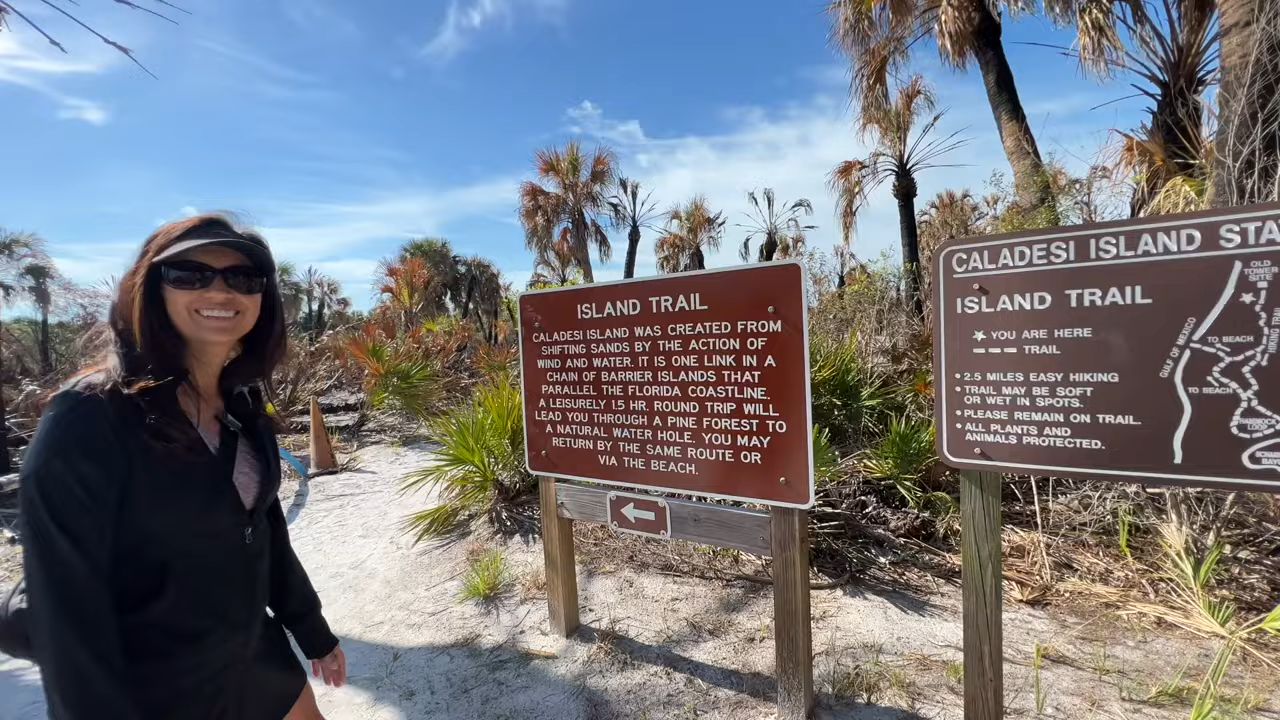 ISLAND TRAIL
CALADESI ISLAND WAS CREATED FROM
SHIFTING SANDS BY THE ACTION OF
WIND AND WATER. IT IS ONE LINK IN A
CHAIN OF BARRIER ISLANDS THAT
PARALLEL THE FLORIDA COASTLINE.
A LEISURELY 1.5 HR. ROUND TRIP WILL
LEAD YOU THROUGH A PINE FOREST TO
A NATURAL WATER HOLE. YOU MAY
RETURN BY THE SAME ROUTE OR
VIA THE BEACH.
CALADESI ISLAND STA
ISLAND TRAIL
YOU ARE HERE
TRAIL
• 2.5 MILES EASY HIKING
• TRAIL MAY BE SOFT
OR WET IN SPOTS.
• PLEASE REMAIN ON TRAIL.
• ALL PLANTS AND
ANIMALS PROTECTED.
OLD
TOWER
SITE
GULF OF MEXICO
TO BEACH
TO BEACH
HAMMOCK
LOOP